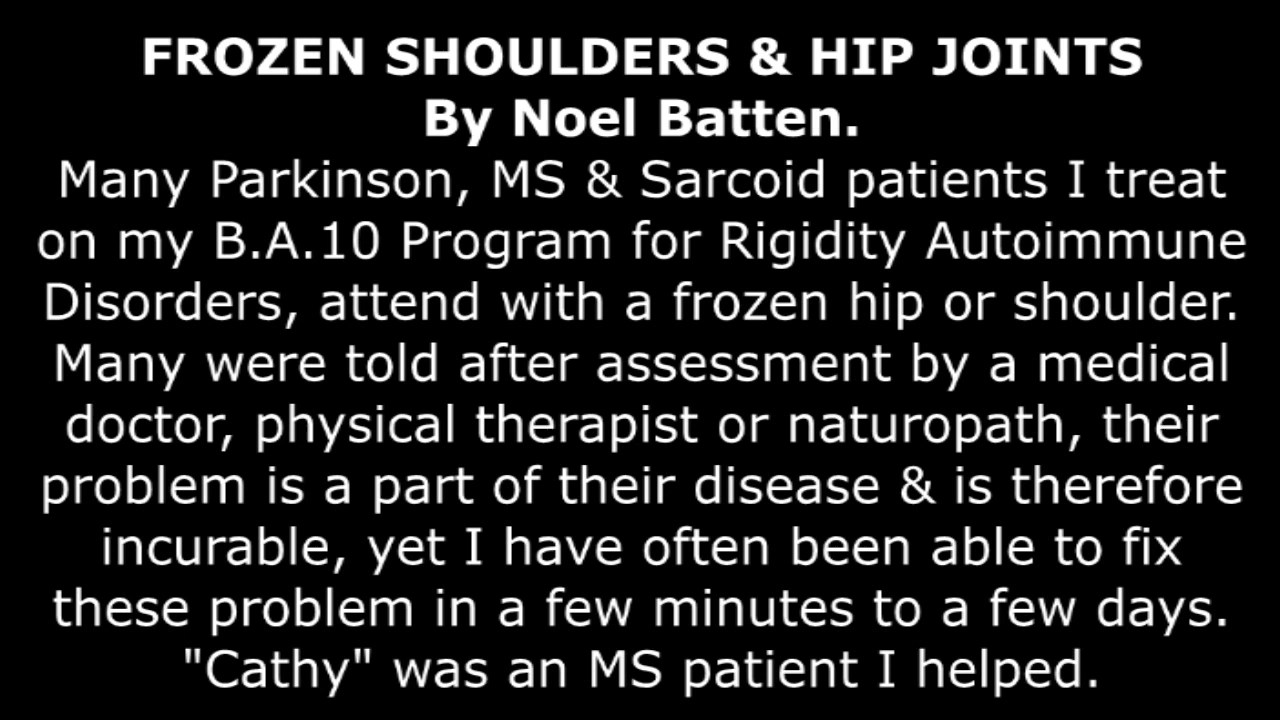 FROZEN SHOULDERS & HIP JOINTS
By Noel Batten.
Many Parkinson, MS & Sarcoid patients I treat
on my B.A.10 Program for Rigidity Autoimmune
Disorders, attend with a frozen hip or shoulder.
Many were told after assessment by a medical
doctor, physical therapist or naturopath, their
problem is a part of their disease & is therefore
incurable, yet I have often been able to fix
these problem in a few minutes to a few days.
"Cathy" was an MS patient I helped.